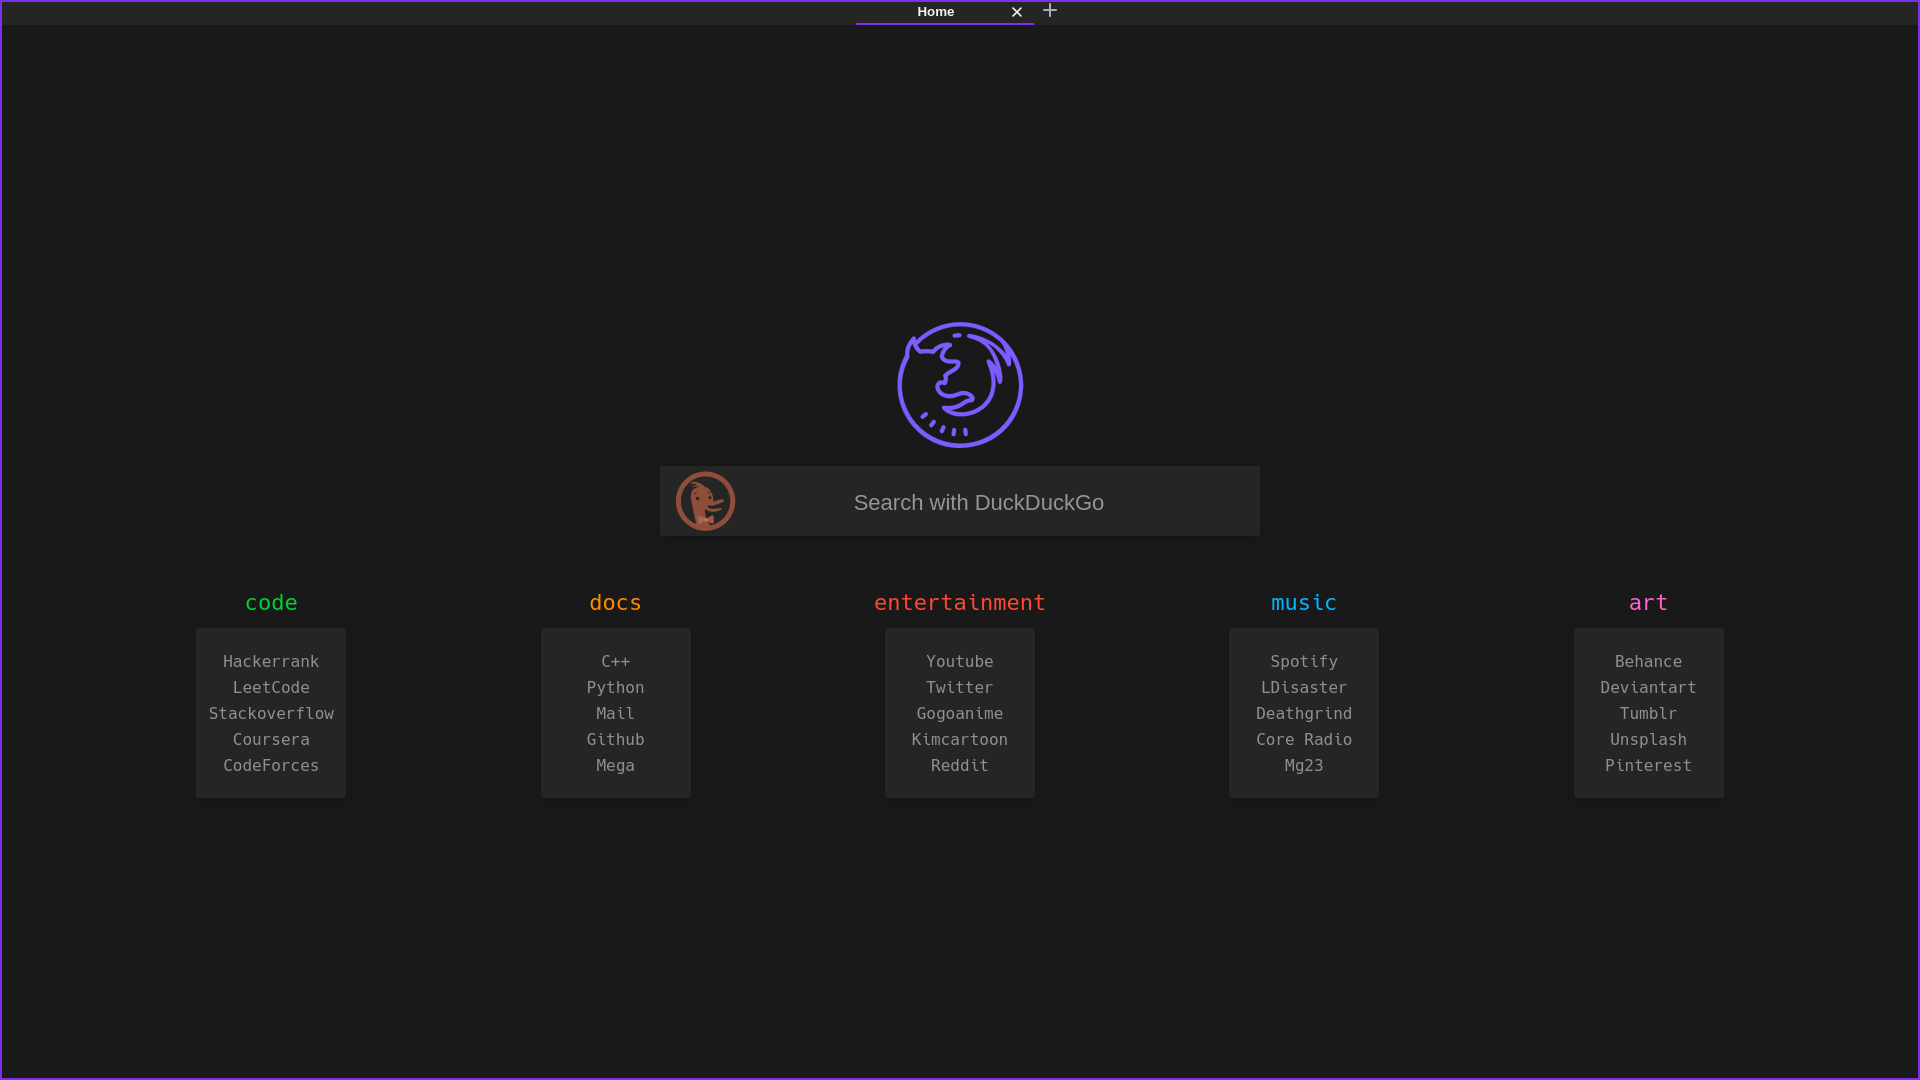 Home
Search with DuckDuckGo
code
Hackerrank
LeetCode
Stackoverflow
Coursera
CodeForces
docs
C++
Python
Mail
Github
Mega
entertainment
Youtube
Twitter
Gogoanime
Kimcartoon
Reddit
music
Spotify
LDisaster
Deathgrind
Core Radio
Mg23
art
Behance
Deviantart
Tumblr
Unsplash
Pinterest